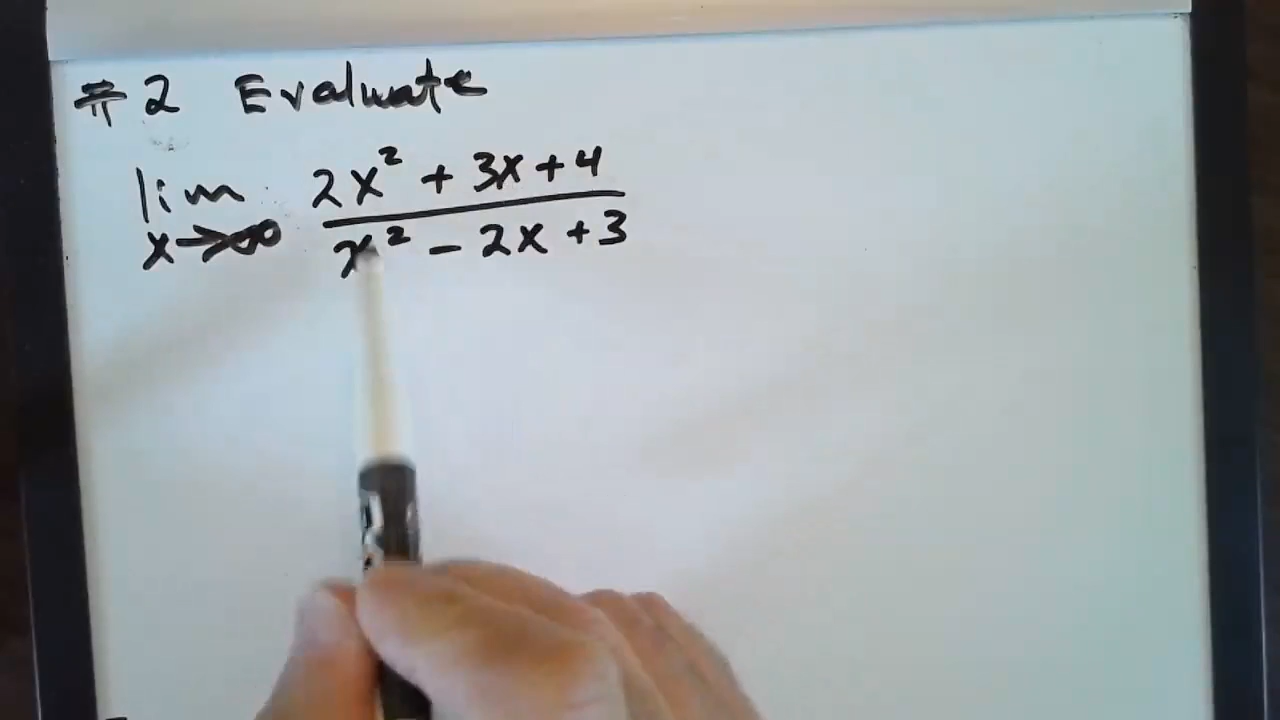 #2 Evaluate
lim 2x² + 3x + 4
x→∞ x² - 2x + 3